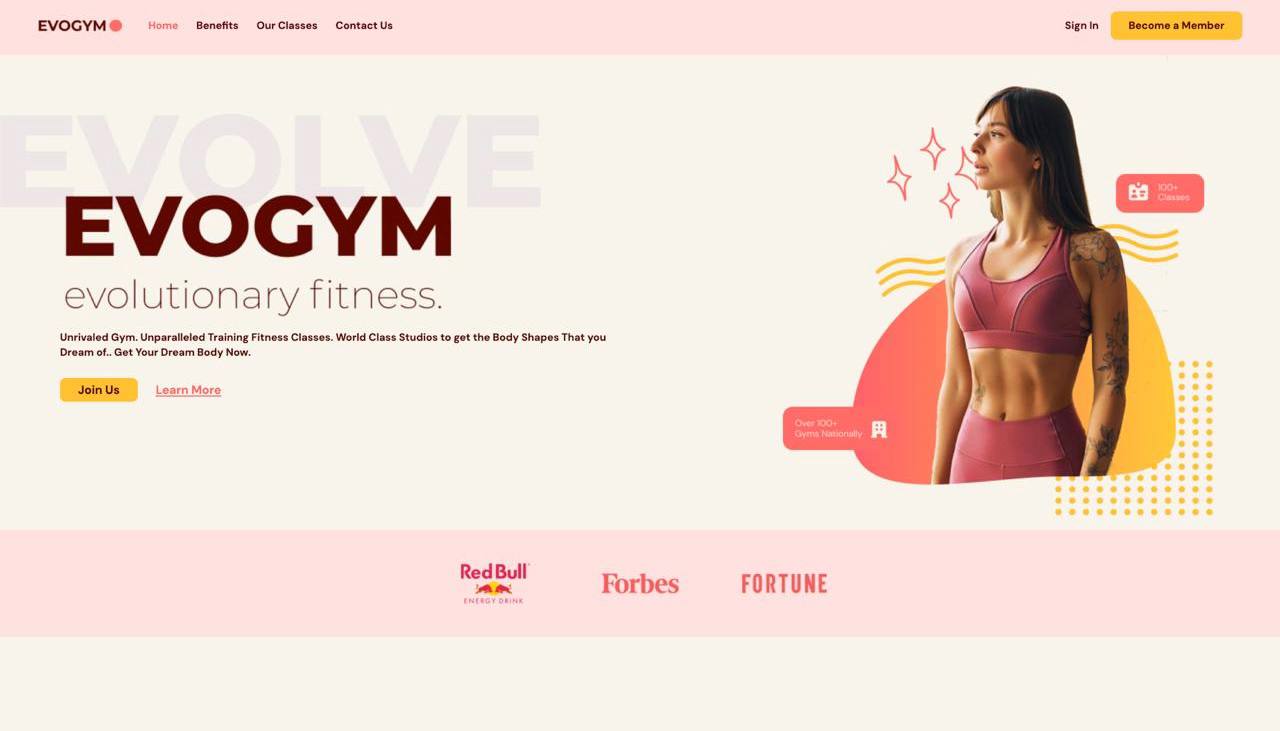 EVOGYM
Home
Benefits
Our Classes
Contact Us
Sign In
Become a Member
EVOLVE
EVOGYM
evolutionary fitness.
Unrivaled Gym. Unparalleled Training Fitness Classes. World Class Studios to get the Body Shapes That you
Dream of.. Get Your Dream Body Now.
Join Us
Learn More
100+
Classes
Over 100+
Gyms Nationally
Red Bull
ENERGY DRINK
Forbes
FORTUNE